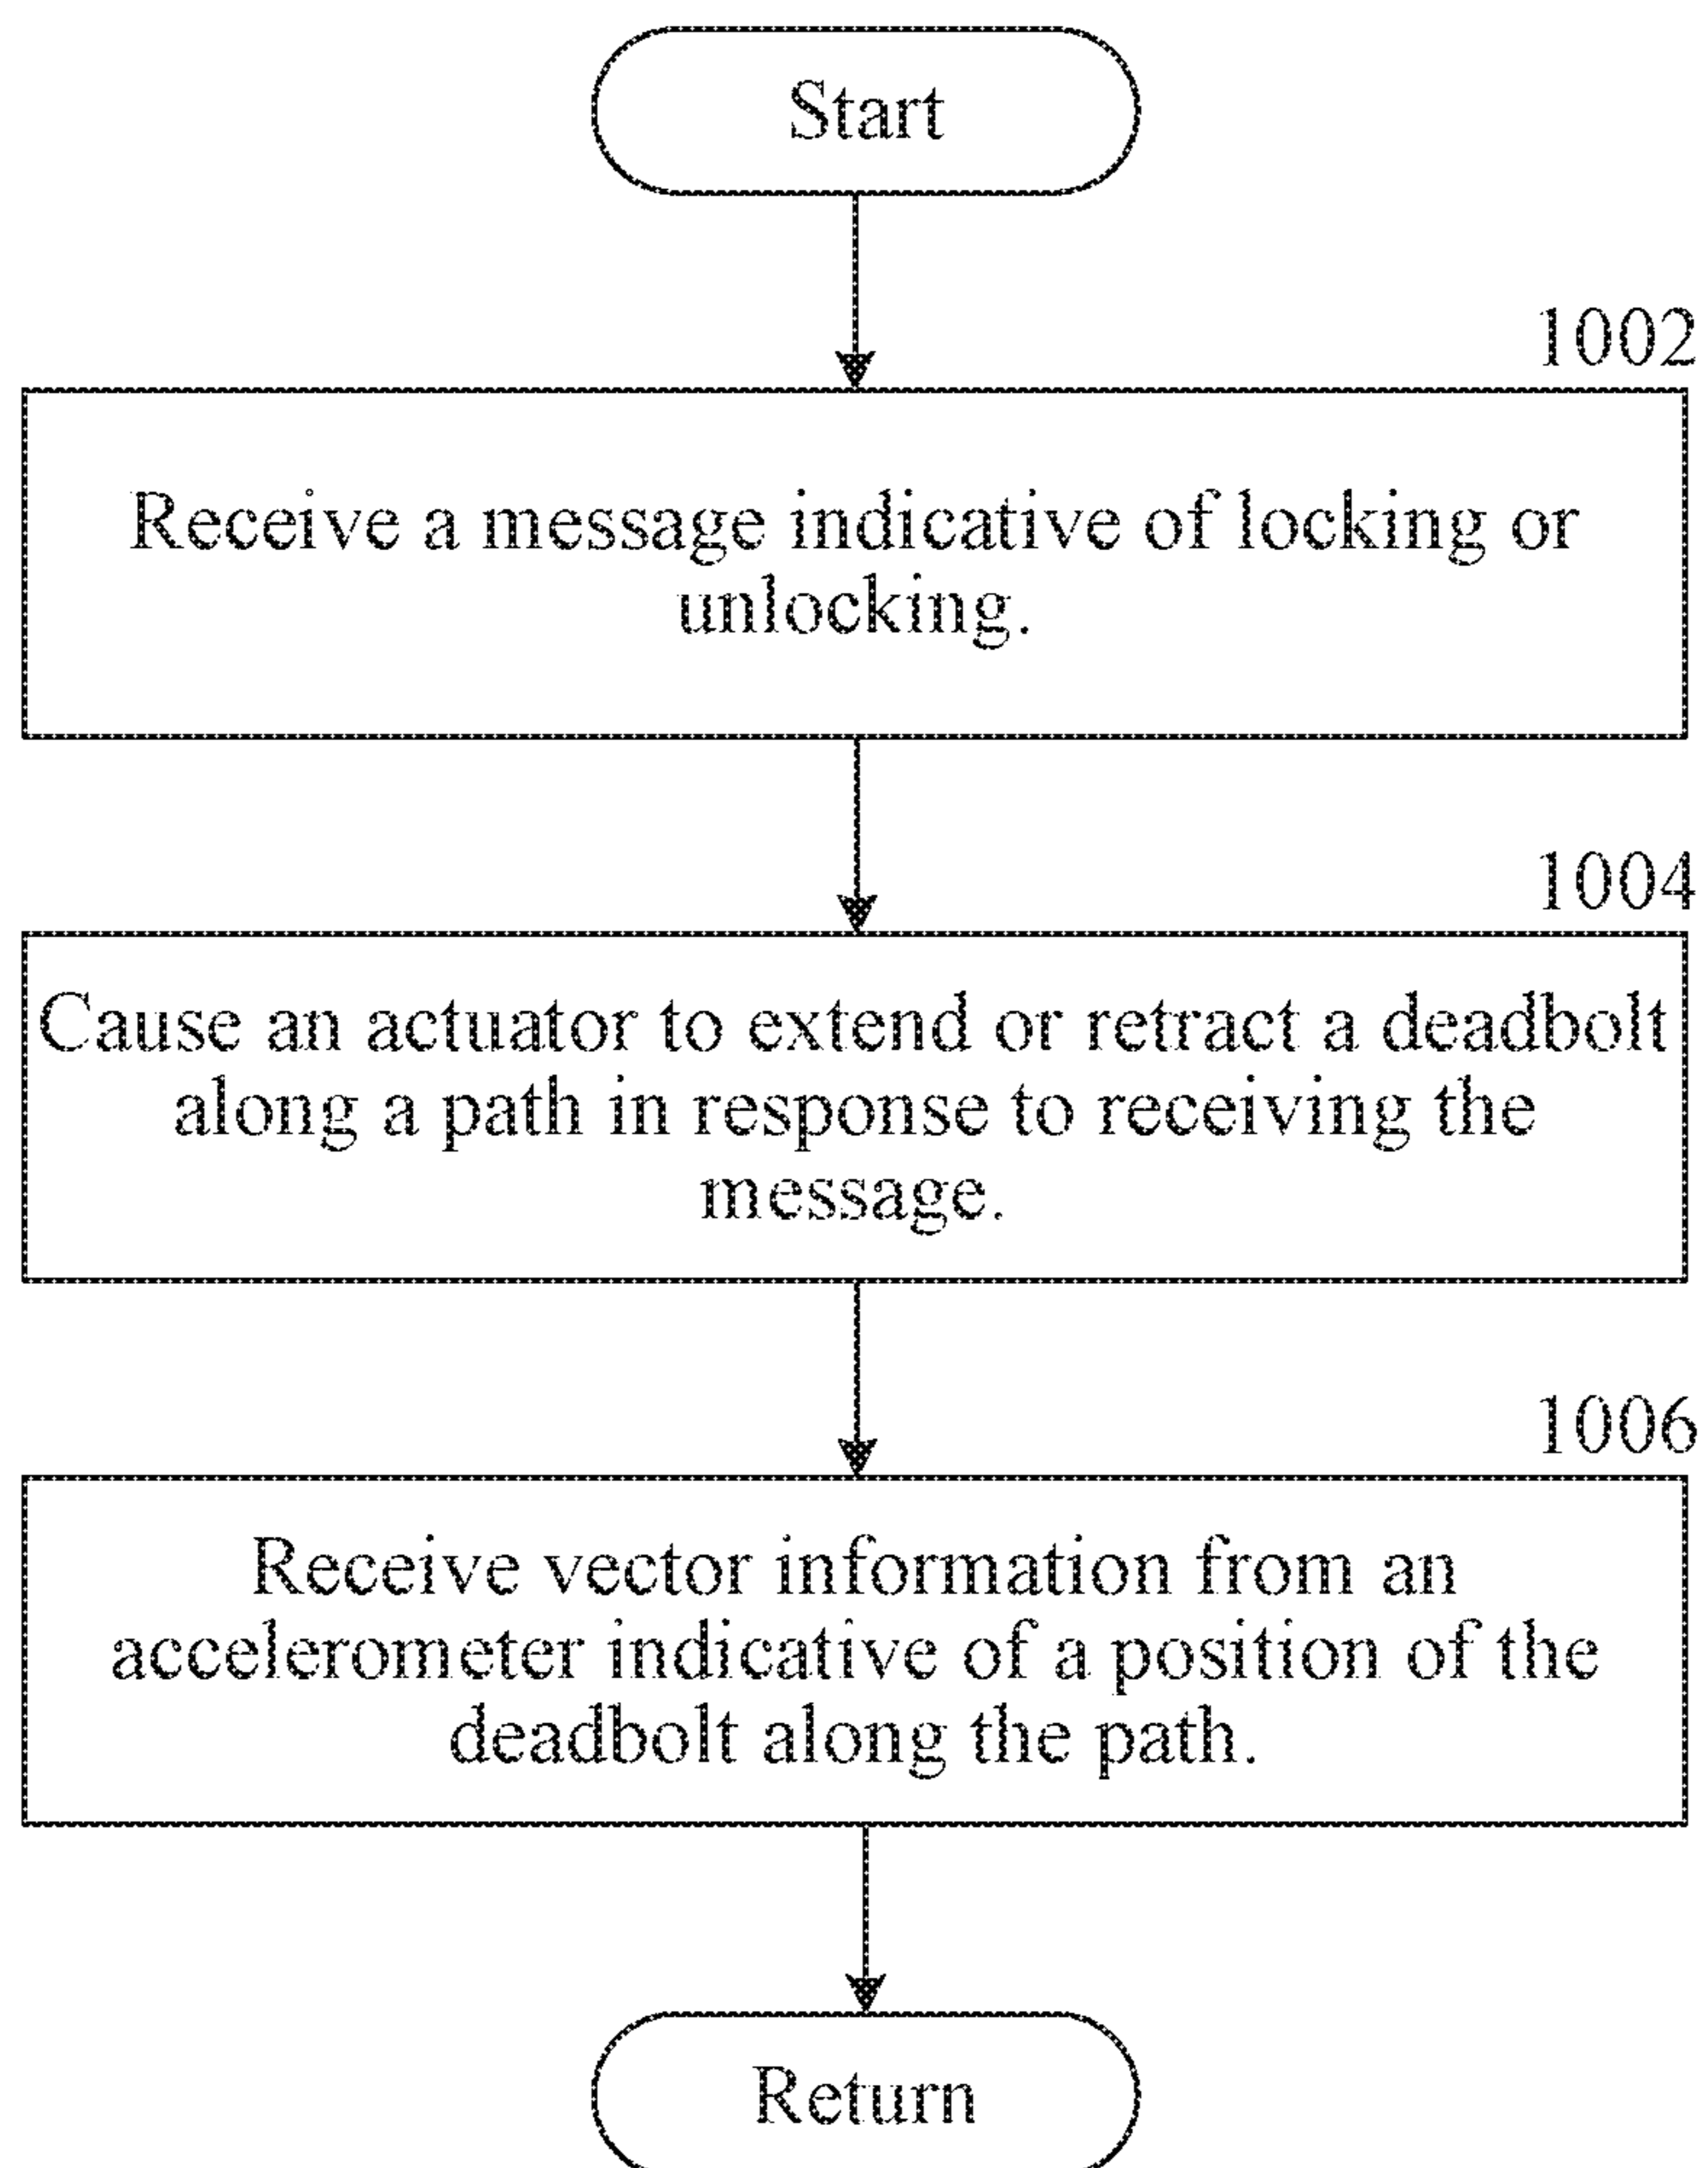 Start
1002
Receive a message indicative of locking or
unlocking.
1004
Cause an actuator to extend or retract a deadbolt
along a path in response to receiving the
message.
1006
Receive vector information from an
accelerometer indicative of a position of the
deadbolt along the path.
Return